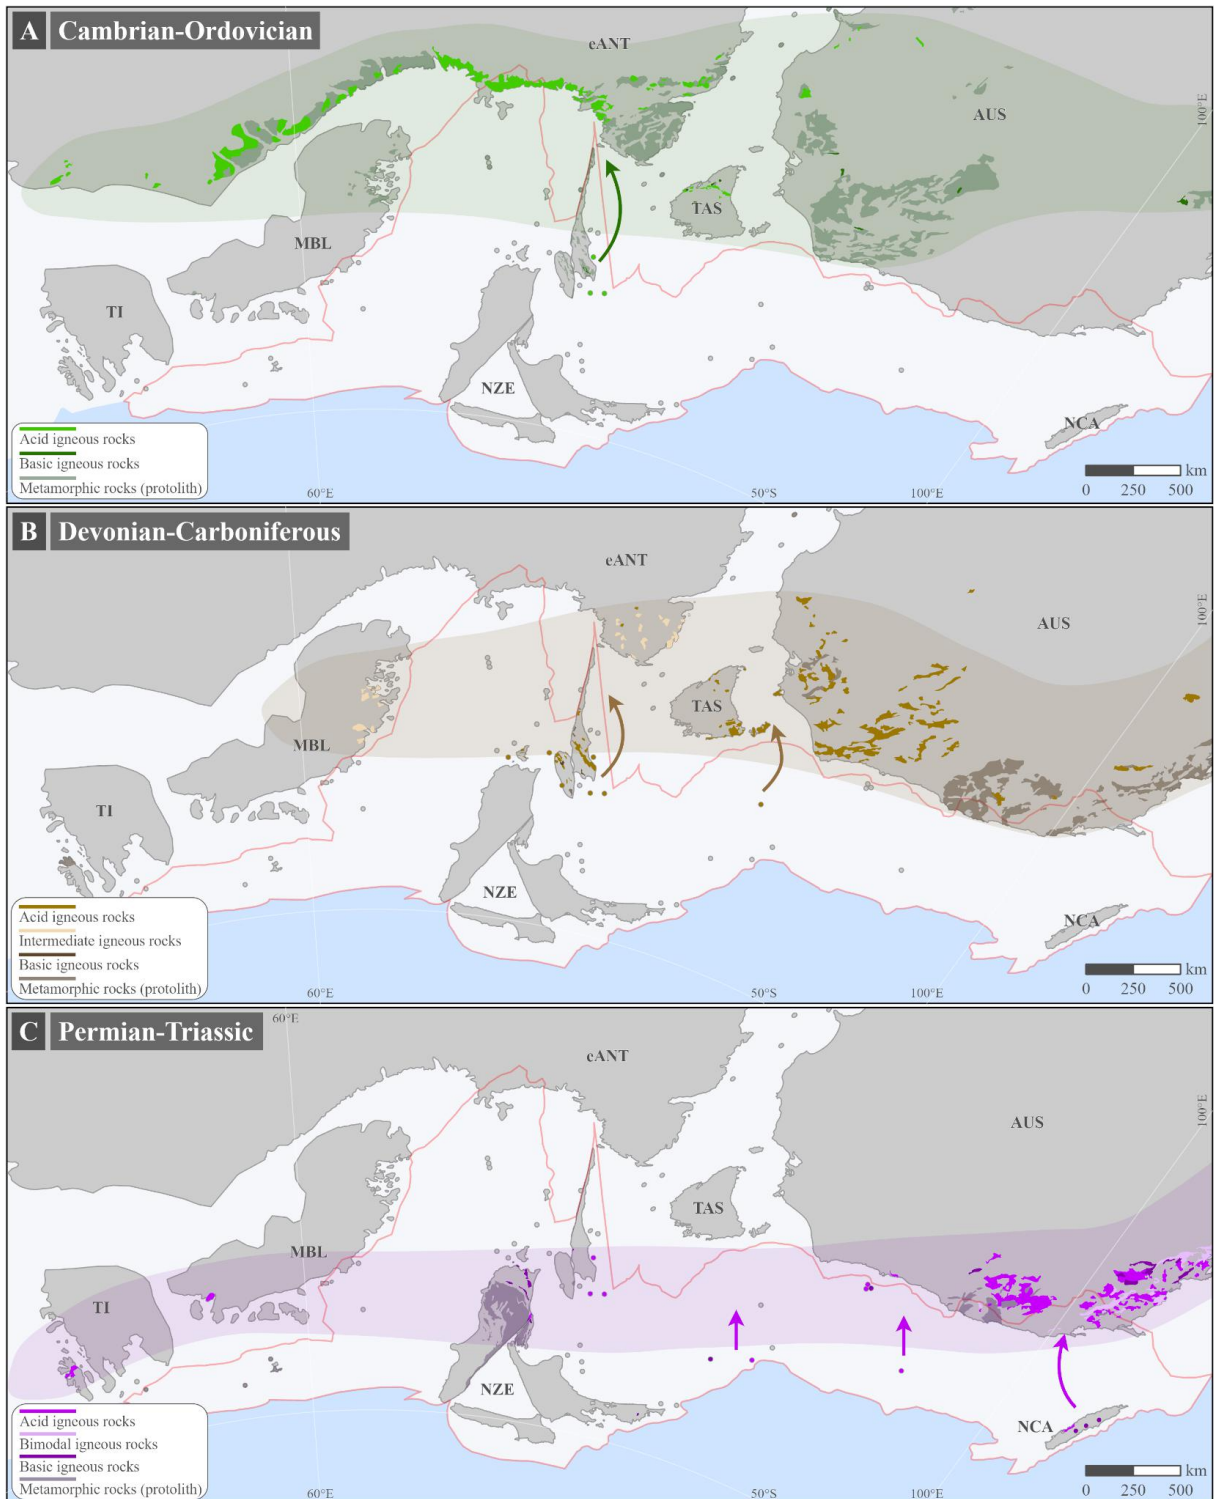 A Cambrian-Ordovician
eANT
AUS
100°E
TAS
MBL
TI
NZE
NCA
Acid igneous rocks
Basic igneous rocks
Metamorphic rocks (protolith)
km
0 250 500
60°E
50°S
100°E
B Devonian-Carboniferous
eANT
AUS
100°E
TAS
MBL
TI
NZE
NCA
Acid igneous rocks
Intermediate igneous rocks
Basic igneous rocks
Metamorphic rocks (protolith)
km
0 250 500
60°E
50°S
100°E
C Permian-Triassic
60°E
eANT
AUS
100°E
TAS
MBL
TI
NZE
NCA
Acid igneous rocks
Bimodal igneous rocks
Basic igneous rocks
Metamorphic rocks (protolith)
km
0 250 500
60°E
50°S
100°E